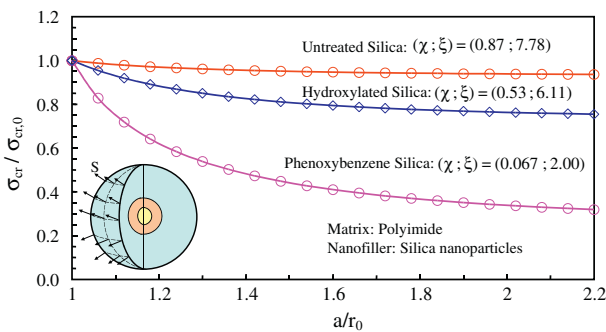 1.2
Untreated Silica: (χ ; ξ) = (0.87 ; 7.78)
1.0
Hydroxylated Silica: (χ ; ξ) = (0.53 ; 6.11)
0.8
σcr / σcr,0
0.6
Phenoxybenzene Silica: (χ ; ξ) = (0.067 ; 2.00)
S
0.4
Matrix: Polyimide
0.2
Nanofiller: Silica nanoparticles
0.0
1 1.2 1.4 1.6 1.8 2 2.2
a/r0